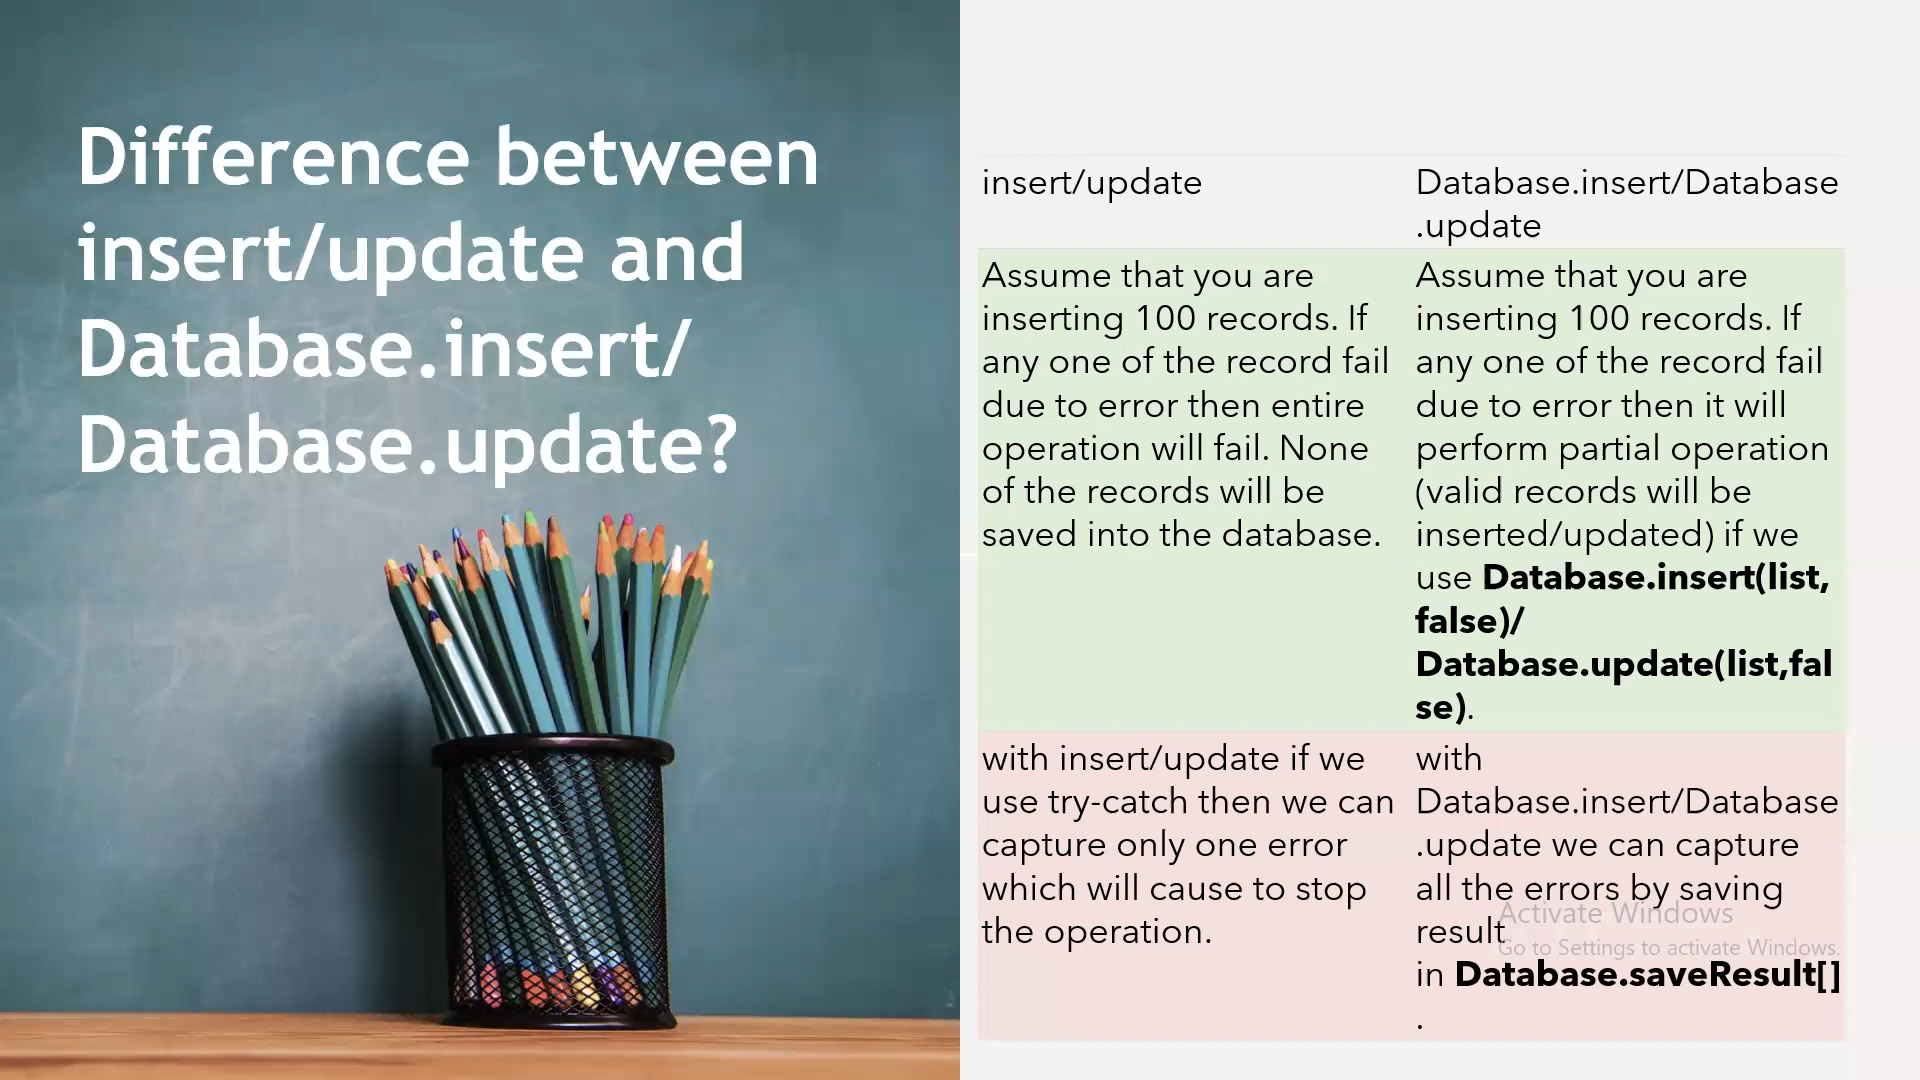 Difference between
insert/update and
Database.insert/
Database.update?
insert/update
Database.insert/Database
.update
Assume that you are
inserting 100 records. If
any one of the record fail
due to error then entire
operation will fail. None
of the records will be
saved into the database.
Assume that you are
inserting 100 records. If
any one of the record fail
due to error then it will
perform partial operation
(valid records will be
inserted/updated) if we
use Database.insert(list,
false)/
Database.update(list,fal
se).
with insert/update if we
use try-catch then we can
capture only one error
which will cause to stop
the operation.
with
Database.insert/Database
.update we can capture
all the errors by saving
result
in Database.saveResult[]
.
Activate Windows
Go to Settings to activate Windows.